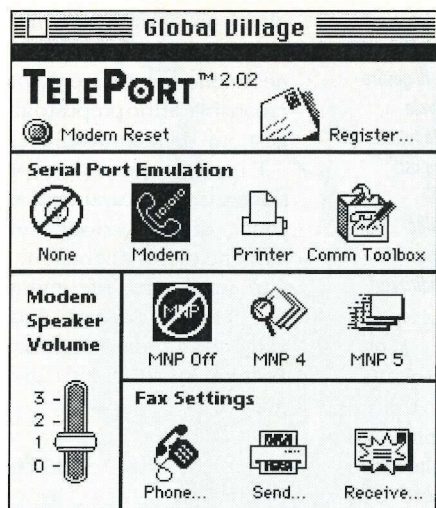 Global Village
TELEPORT™ 2.02
Modem Reset
Register...
Serial Port Emulation
None
Modem
Printer
Comm Toolbox
Modem
Speaker
Volume
3
2
1
0
MNP
MNP Off
MNP 4
MNP 5
Fax Settings
Phone...
Send...
Receive...